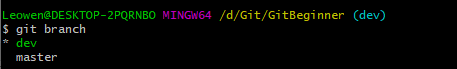 Leowen@DESKTOP-2PQRNBO MINGW64 /d/Git/GitBeginner (dev)
$ git branch
* dev
  master